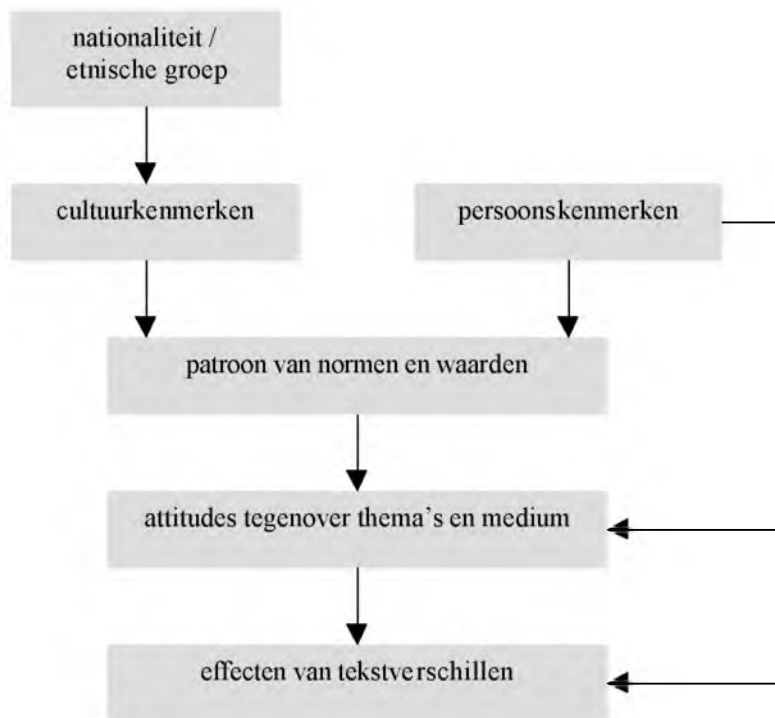 nationaliteit /
etnische groep
cultuurkenmerken
persoonskenmerken
patroon van normen en waarden
attitudes tegenover thema's en medium
effecten van tekstverschillen